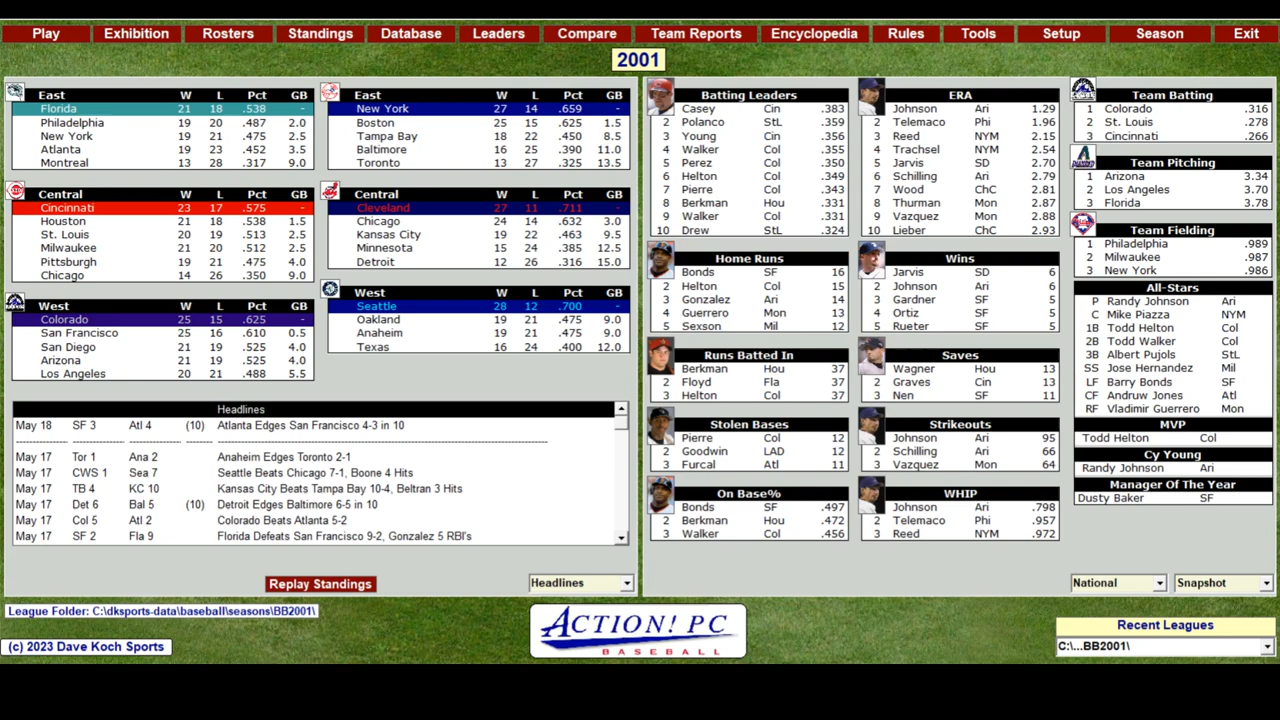 Play Exhibition Rosters Standings Database Leaders Compare Team Reports Encyclopedia Rules Tools Setup Season Exit
2001
East W L Pct GB
Florida 21 18 .538 -
Philadelphia 19 20 .487 2.0
New York 19 21 .475 2.5
Atlanta 19 23 .452 3.5
Montreal 13 28 .317 9.0
Central W L Pct GB
Cincinnati 23 17 .575 -
Houston 21 18 .538 1.5
St. Louis 20 19 .513 2.5
Milwaukee 21 20 .512 2.5
Pittsburgh 19 21 .475 4.0
Chicago 14 26 .350 9.0
West W L Pct GB
Colorado 25 15 .625 -
San Francisco 25 16 .610 0.5
San Diego 21 19 .525 4.0
Arizona 21 19 .525 4.0
Los Angeles 20 21 .488 5.5
East W L Pct GB
New York 27 14 .659 -
Boston 25 15 .625 1.5
Tampa Bay 18 22 .450 8.5
Baltimore 16 25 .390 11.0
Toronto 13 27 .325 13.5
Central W L Pct GB
Cleveland 27 11 .711 -
Chicago 24 14 .632 3.0
Kansas City 19 22 .463 9.5
Minnesota 15 24 .385 12.5
Detroit 12 26 .316 15.0
West W L Pct GB
Seattle 28 12 .700 -
Oakland 19 21 .475 9.0
Anaheim 19 21 .475 9.0
Texas 16 24 .400 12.0
Headlines
May 18 SF 3 Atl 4 (10) Atlanta Edges San Francisco 4-3 in 10
May 17 Tor 1 Ana 2 Anaheim Edges Toronto 2-1
May 17 CWS 1 Sea 7 Seattle Beats Chicago 7-1, Boone 4 Hits
May 17 TB 4 KC 10 Kansas City Beats Tampa Bay 10-4, Beltran 3 Hits
May 17 Det 6 Bal 5 (10) Detroit Edges Baltimore 6-5 in 10
May 17 Col 5 Atl 2 Colorado Beats Atlanta 5-2
May 17 SF 2 Fla 9 Florida Defeats San Francisco 9-2, Gonzalez 5 RBI's
Replay Standings
Headlines
Batting Leaders
Casey Cin .383
2 Polanco StL .359
3 Young Cin .356
4 Walker Col .355
5 Perez Col .350
6 Helton Col .349
7 Pierre Col .343
8 Berkman Hou .331
9 Walker Col .331
10 Drew StL .324
Home Runs
Bonds SF 16
2 Helton Col 15
3 Gonzalez Ari 14
4 Guerrero Mon 13
5 Sexson Mil 12
Runs Batted In
Berkman Hou 37
2 Floyd Fla 37
3 Helton Col 37
Stolen Bases
Pierre Col 12
2 Goodwin LAD 12
3 Furcal Atl 11
On Base%
Bonds SF .497
2 Berkman Hou .472
3 Walker Col .456
ERA
Johnson Ari 1.29
2 Telemaco Phi 1.96
3 Reed NYM 2.15
4 Trachsel NYM 2.54
5 Jarvis SD 2.70
6 Schilling Ari 2.79
7 Wood ChC 2.81
8 Thurman Mon 2.87
9 Vazquez Mon 2.88
10 Lieber ChC 2.93
Wins
Jarvis SD 6
2 Johnson Ari 6
3 Gardner SF 5
4 Ortiz SF 5
5 Rueter SF 5
Saves
Wagner Hou 13
2 Graves Cin 13
3 Nen SF 11
Strikeouts
Johnson Ari 95
2 Schilling Ari 66
3 Vazquez Mon 64
WHIP
Johnson Ari .798
2 Telemaco Phi .957
3 Reed NYM .972
Team Batting
1 Colorado .316
2 St. Louis .278
3 Cincinnati .266
Team Pitching
1 Arizona 3.34
2 Los Angeles 3.70
3 Florida 3.78
Team Fielding
1 Philadelphia .989
2 Milwaukee .987
3 New York .986
All-Stars
P Randy Johnson Ari
C Mike Piazza NYM
1B Todd Helton Col
2B Todd Walker Col
3B Albert Pujols StL
SS Jose Hernandez Mil
LF Barry Bonds SF
CF Andruw Jones Atl
RF Vladimir Guerrero Mon
MVP
Todd Helton Col
Cy Young
Randy Johnson Ari
Manager Of The Year
Dusty Baker SF
National Snapshot
League Folder: C:\dksports-data\baseball\seasons\BB2001\
(c) 2023 Dave Koch Sports
ACTION! PC
BASEBALL
Recent Leagues
C:\...BB2001\